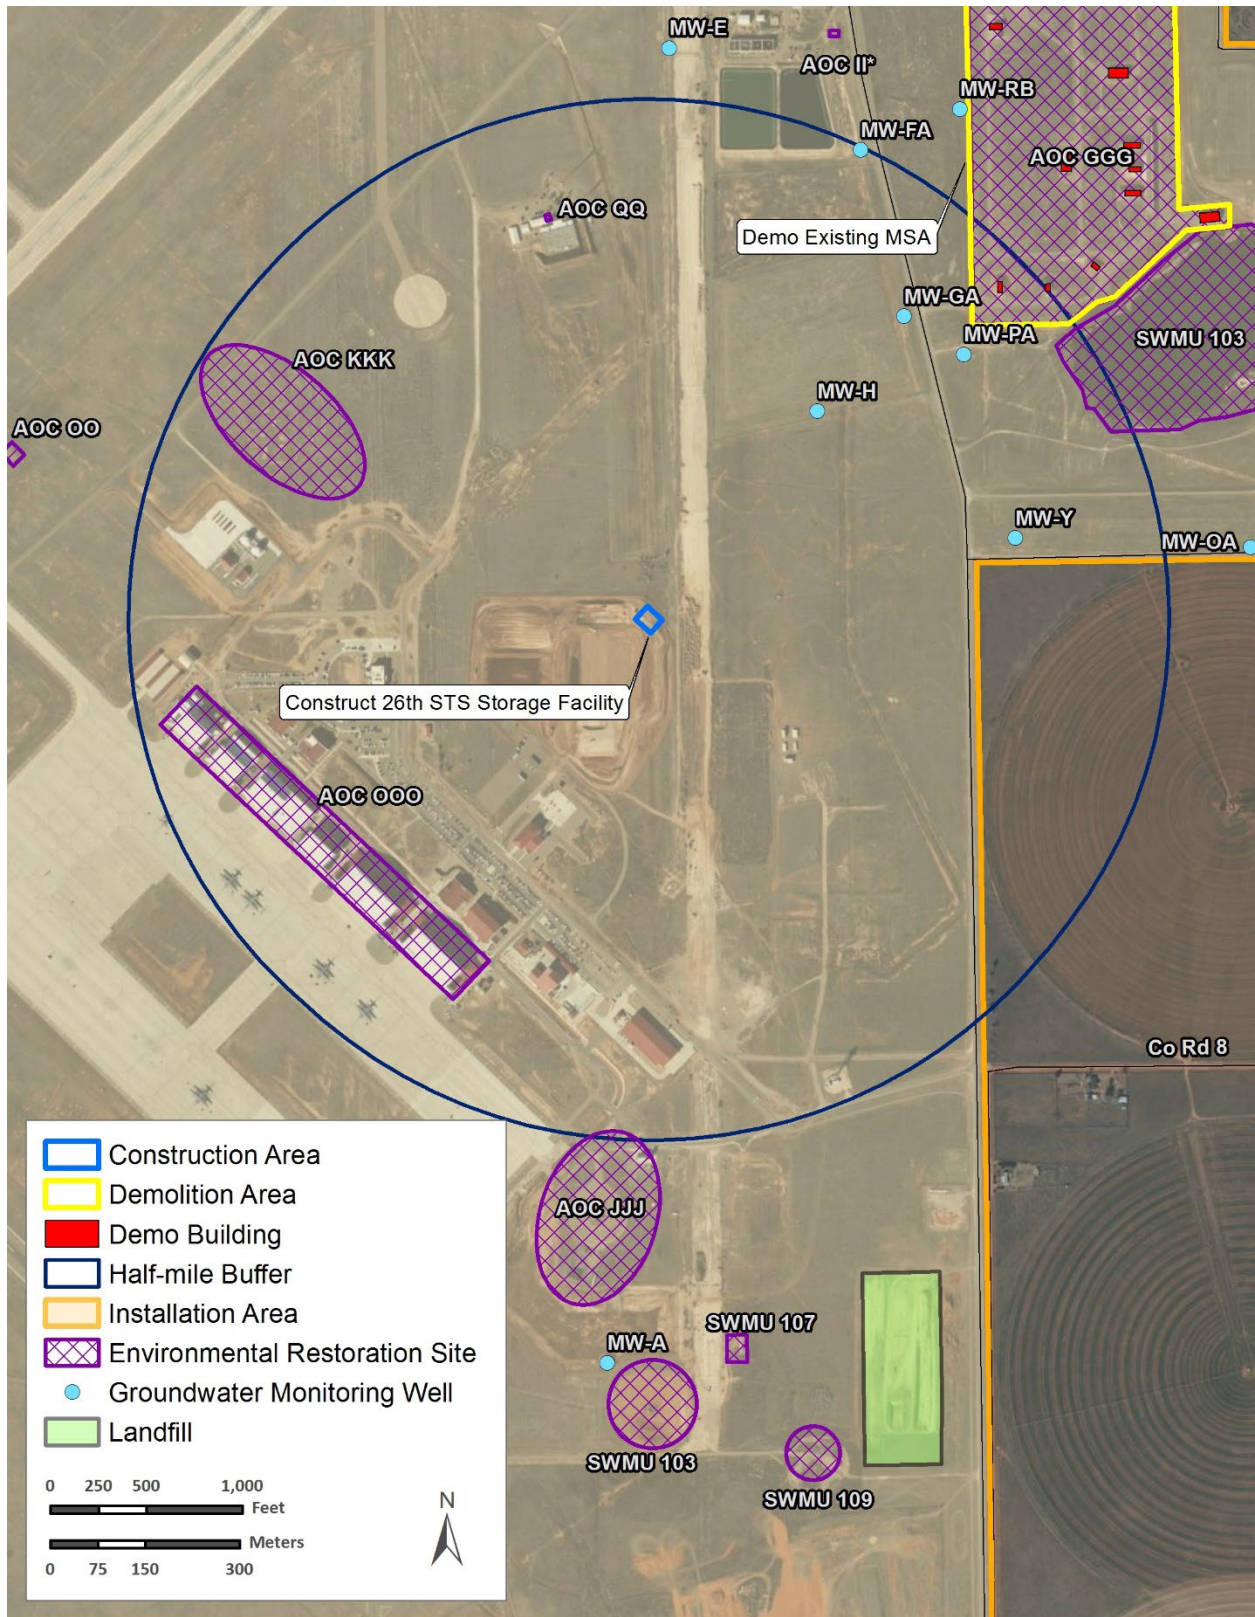 MW-E
AOC II*
MW-RB
MW-FA
AOC GGG
AOC QQ
Demo Existing MSA
MW-GA
MW-PA
SWMU 103
AOC KKK
MW-H
AOC OO
MW-Y
MW-OA
Construct 26th STS Storage Facility
AOC OOO
Co Rd 8
AOC JJJ
SWMU 107
MW-A
SWMU 103
SWMU 109
Construction Area
Demolition Area
Demo Building
Half-mile Buffer
Installation Area
Environmental Restoration Site
Groundwater Monitoring Well
Landfill
0 250 500 1,000
Feet
Meters
0 75 150 300
N